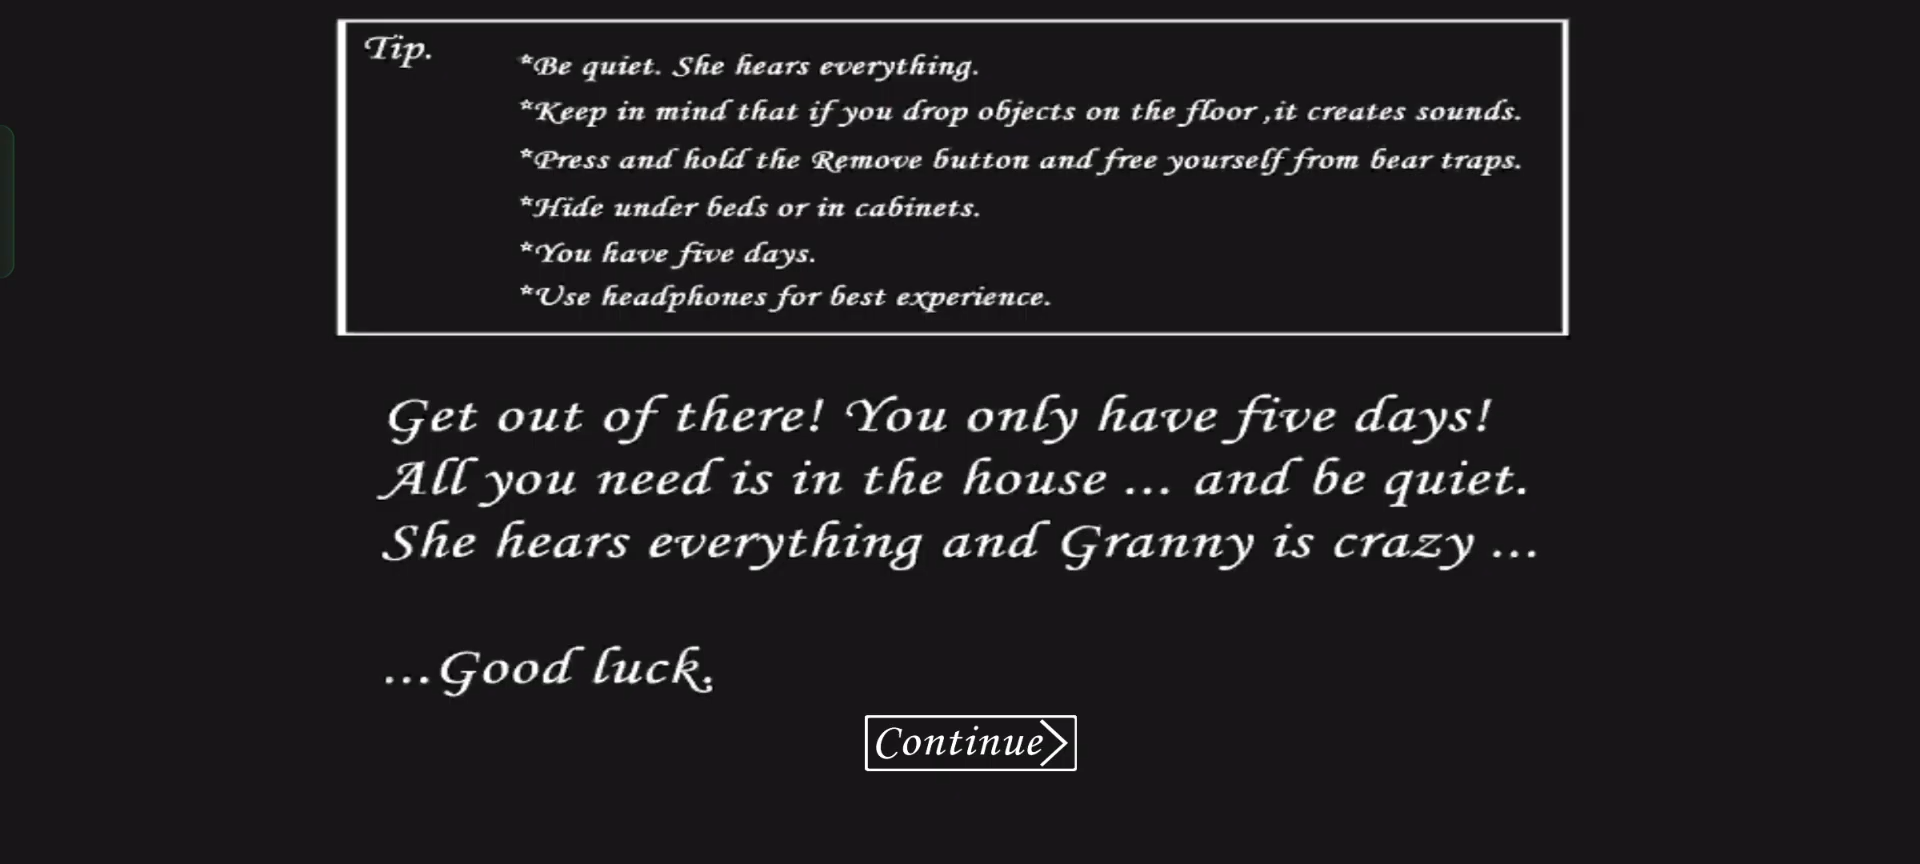 Tip.
*Be quiet. She hears everything.
*Keep in mind that if you drop objects on the floor ,it creates sounds.
*Press and hold the Remove button and free yourself from bear traps.
*Hide under beds or in cabinets.
*You have five days.
*Use headphones for best experience.
Get out of there! You only have five days!
All you need is in the house ... and be quiet.
She hears everything and Granny is crazy ...
...Good luck.
Continue>